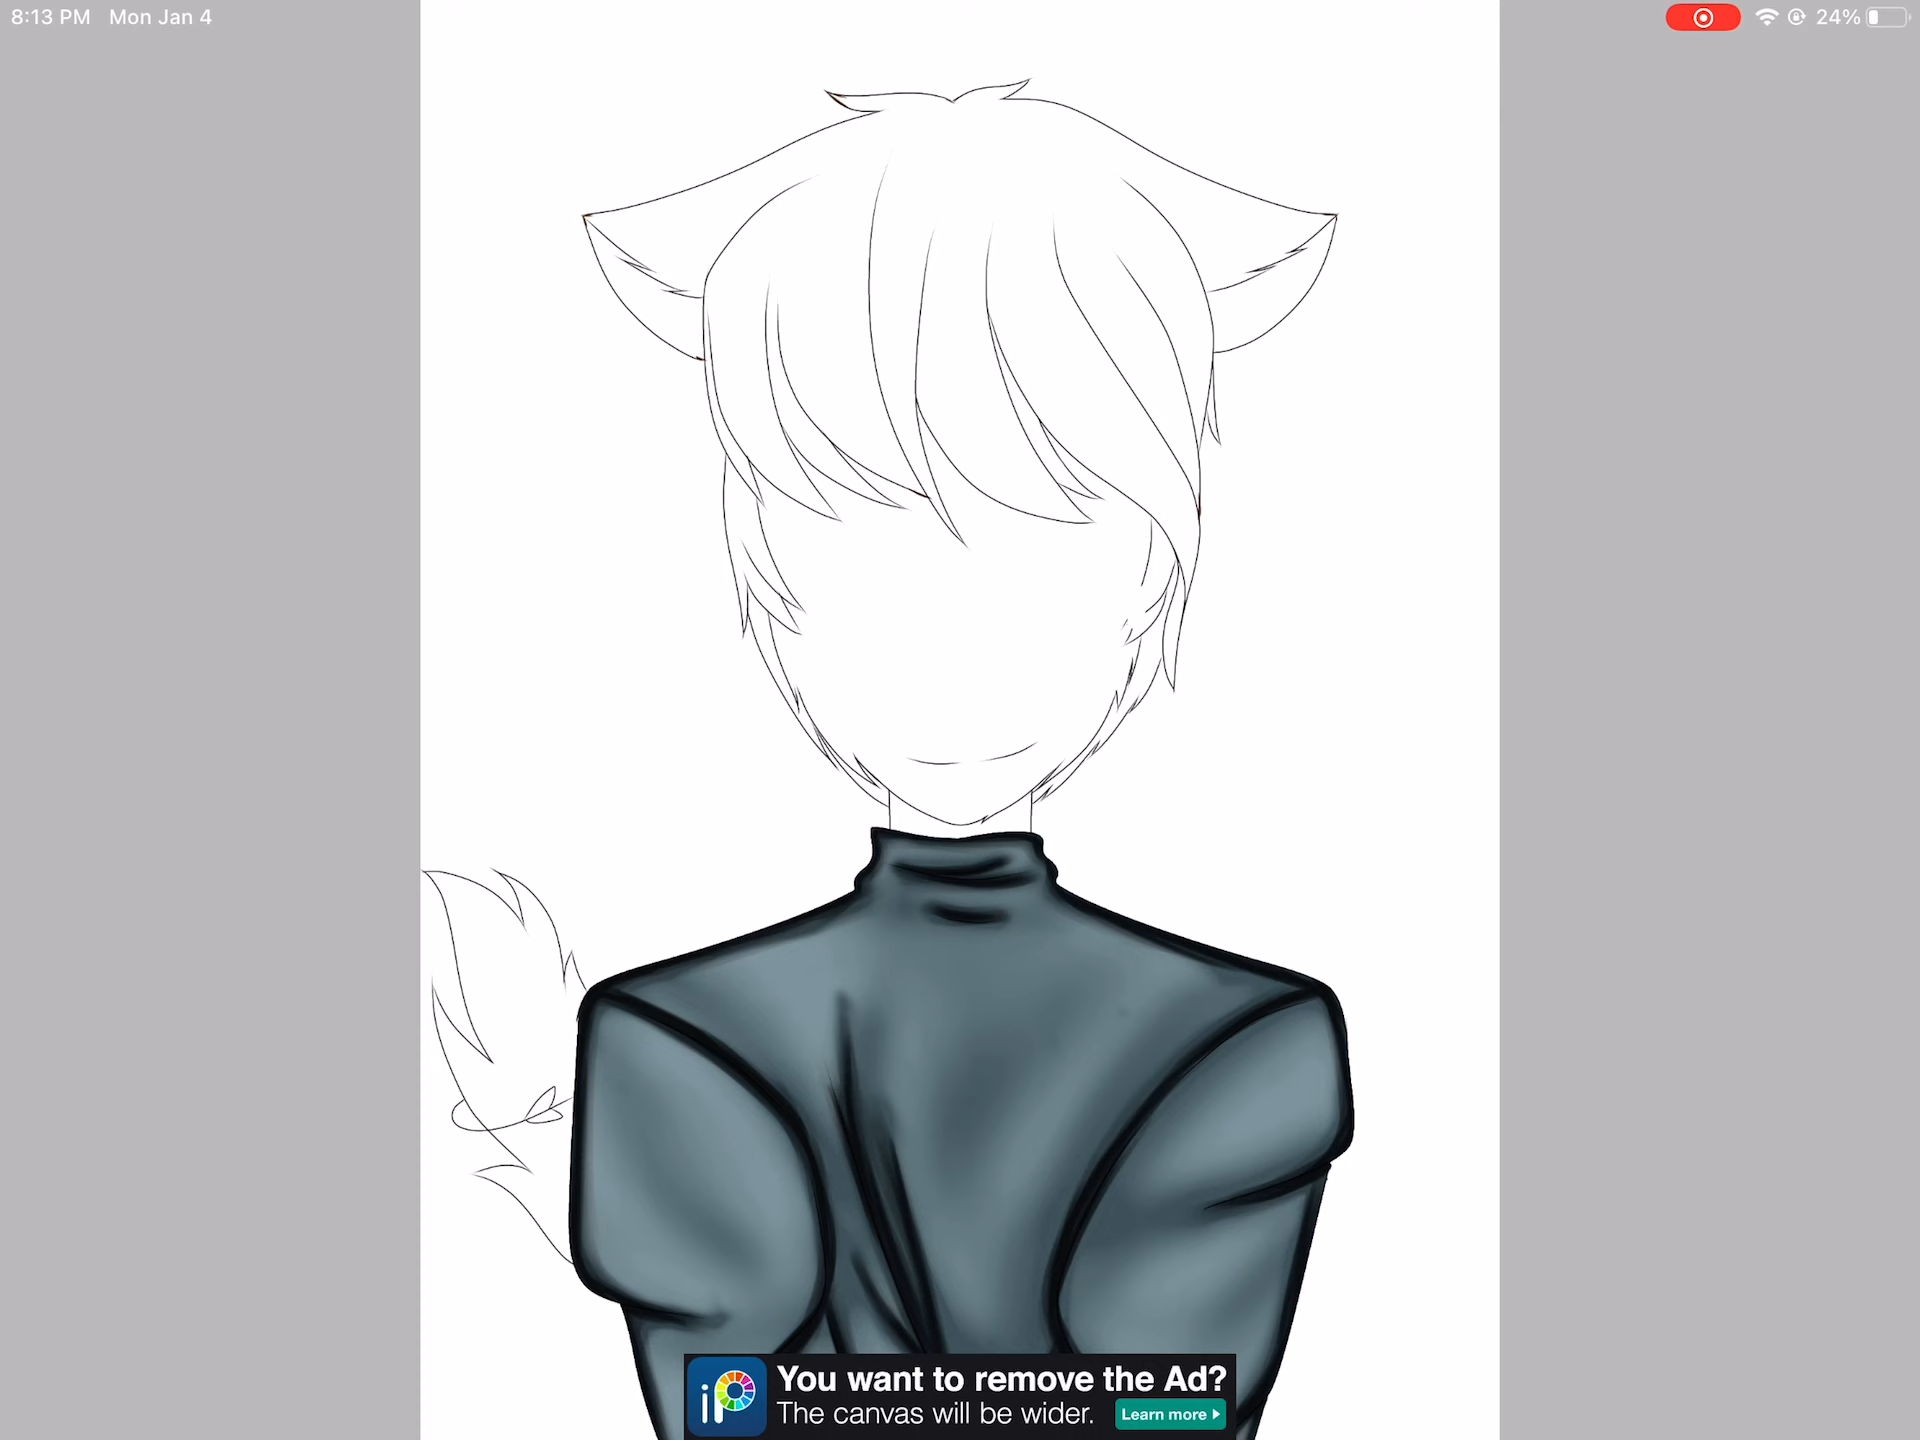 8:13 PM Mon Jan 4
24%
iP
You want to remove the Ad?
The canvas will be wider.
Learn more